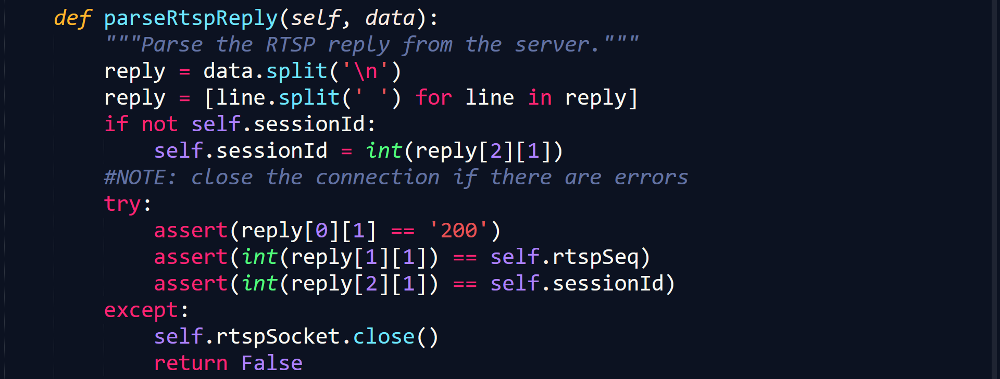 def parseRtspReply(self, data):
    """Parse the RTSP reply from the server."""
    reply = data.split('\n')
    reply = [line.split(' ') for line in reply]
    if not self.sessionId:
        self.sessionId = int(reply[2][1])
    #NOTE: close the connection if there are errors
    try:
        assert(reply[0][1] == '200')
        assert(int(reply[1][1]) == self.rtspSeq)
        assert(int(reply[2][1]) == self.sessionId)
    except:
        self.rtspSocket.close()
        return False